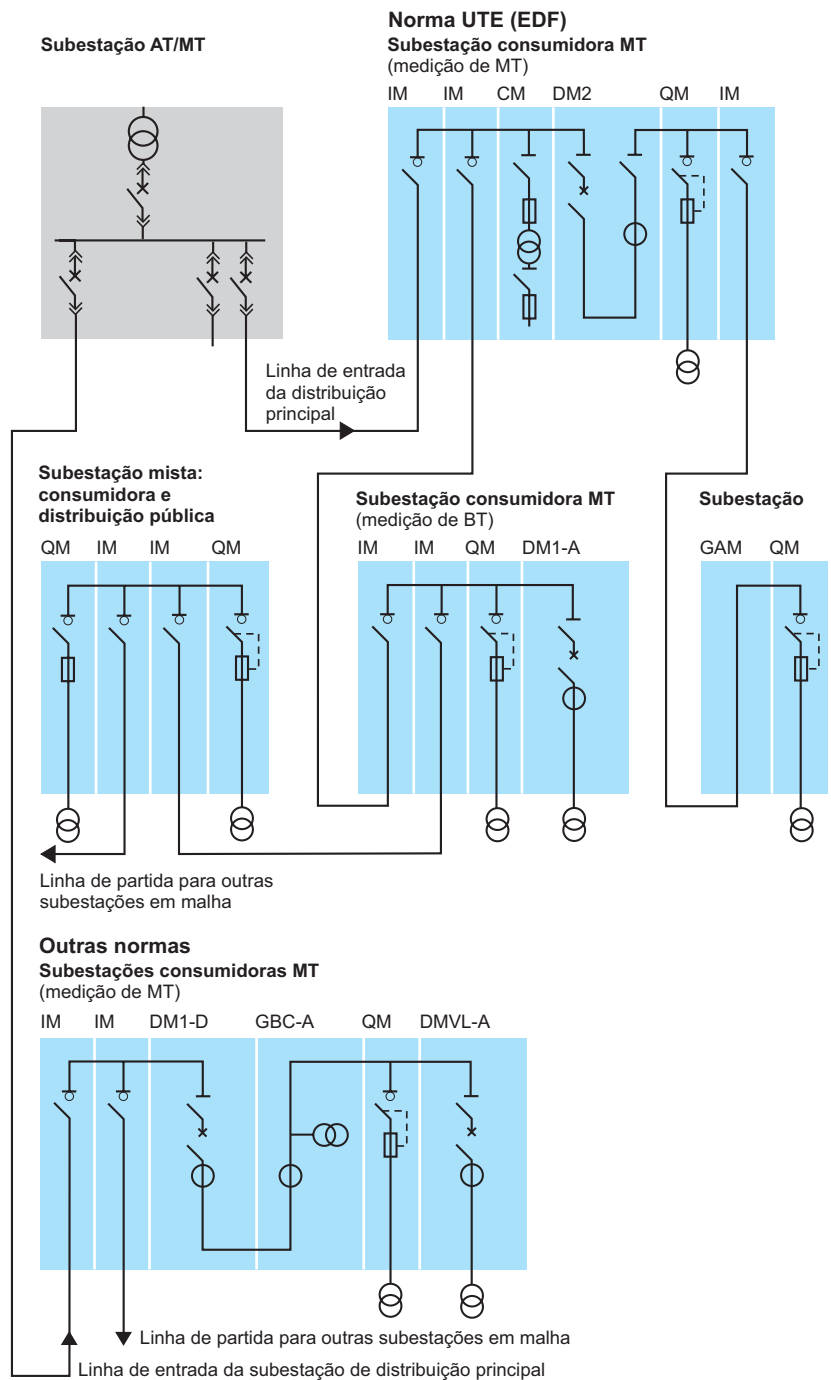 Norma UTE (EDF)
Subestação AT/MT
Subestação consumidora MT
(medição de MT)
IM IM CM DM2 QM IM
Linha de entrada
da distribuição
principal
Subestação mista:
consumidora e
distribuição pública
QM IM IM QM
Subestação consumidora MT
(medição de BT)
IM IM QM DM1-A
Subestação
GAM QM
Linha de partida para outras
subestações em malha
Outras normas
Subestações consumidoras MT
(medição de MT)
IM IM DM1-D GBC-A QM DMVL-A
Linha de partida para outras subestações em malha
Linha de entrada da subestação de distribuição principal